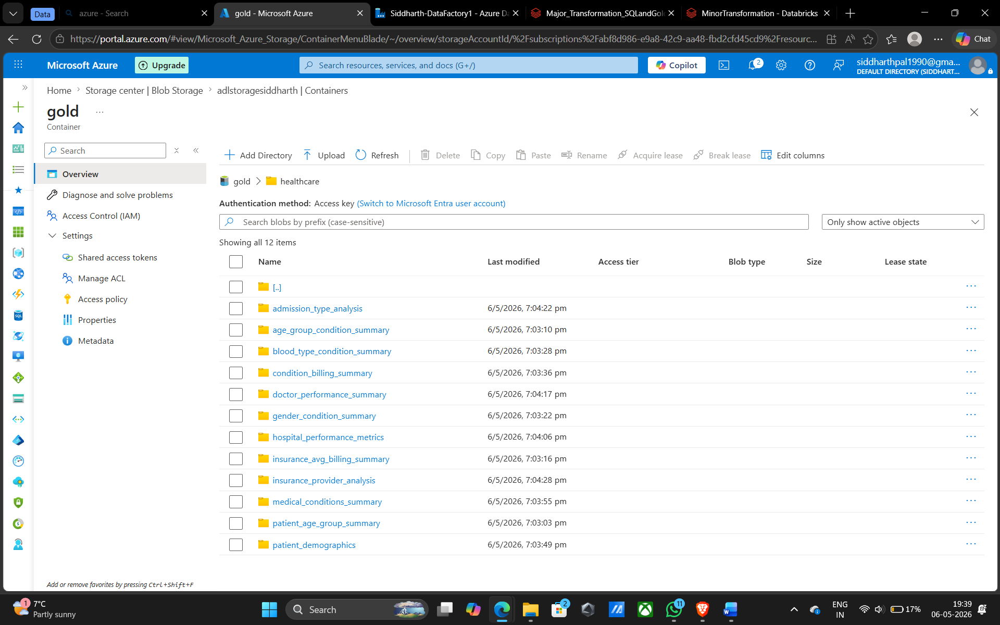 Data
azure - Search
gold - Microsoft Azure
Siddharth-DataFactory1 - Azure Da
Major_Transformation_SQLandGol
MinorTransformation - Databricks
https://portal.azure.com/#view/Microsoft_Azure_Storage/ContainerMenuBlade/~/overview/storageAccountId/%2Fsubscriptions%2Fabf8d986-e9a8-42c9-aa48-fbd2cfd45cd9%2Fresourc...
Chat
Microsoft Azure
Upgrade
Search resources, services, and docs (G+/)
Copilot
2
siddharthpal1990@gma...
DEFAULT DIRECTORY (SIDDHART...
Home > Storage center | Blob Storage > adlstoragesiddharth | Containers
gold ...
Container
Search
Add Directory
Upload
Refresh
Delete
Copy
Paste
Rename
Acquire lease
Break lease
Edit columns
Overview
Diagnose and solve problems
Access Control (IAM)
Settings
Shared access tokens
Manage ACL
Access policy
Properties
Metadata
gold > healthcare
Authentication method: Access key (Switch to Microsoft Entra user account)
Search blobs by prefix (case-sensitive)
Only show active objects
Showing all 12 items
Name Last modified Access tier Blob type Size Lease state
[..]
admission_type_analysis 6/5/2026, 7:04:22 pm
age_group_condition_summary 6/5/2026, 7:03:10 pm
blood_type_condition_summary 6/5/2026, 7:03:28 pm
condition_billing_summary 6/5/2026, 7:03:36 pm
doctor_performance_summary 6/5/2026, 7:04:17 pm
gender_condition_summary 6/5/2026, 7:03:22 pm
hospital_performance_metrics 6/5/2026, 7:04:06 pm
insurance_avg_billing_summary 6/5/2026, 7:03:16 pm
insurance_provider_analysis 6/5/2026, 7:04:28 pm
medical_conditions_summary 6/5/2026, 7:03:55 pm
patient_age_group_summary 6/5/2026, 7:03:03 pm
patient_demographics 6/5/2026, 7:03:49 pm
Add or remove favorites by pressing Ctrl+Shift+F
1
7°C
Partly sunny
Search
2
11
ENG
IN
17%
19:39
06-05-2026